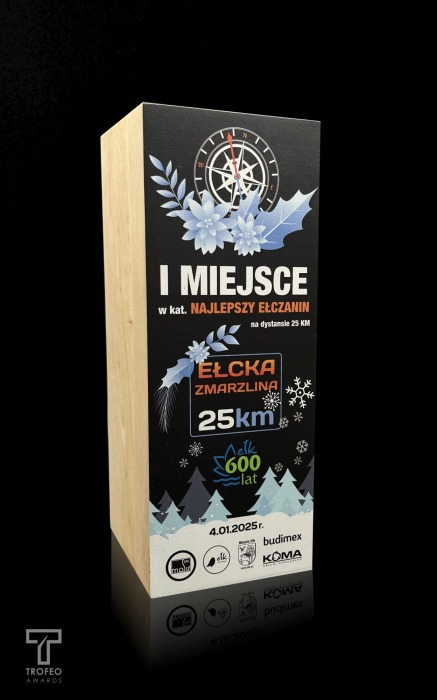 N
W
E
I MIEJSCE
w kat. NAJLEPSZY EŁCZANIN
na dystansie 25 KM
EŁCKA
ZMARZLINA
25km
ełk
600
lat
4.01.2025 r.
ełk
budimex
KOMA
TROFEO
AWARDS